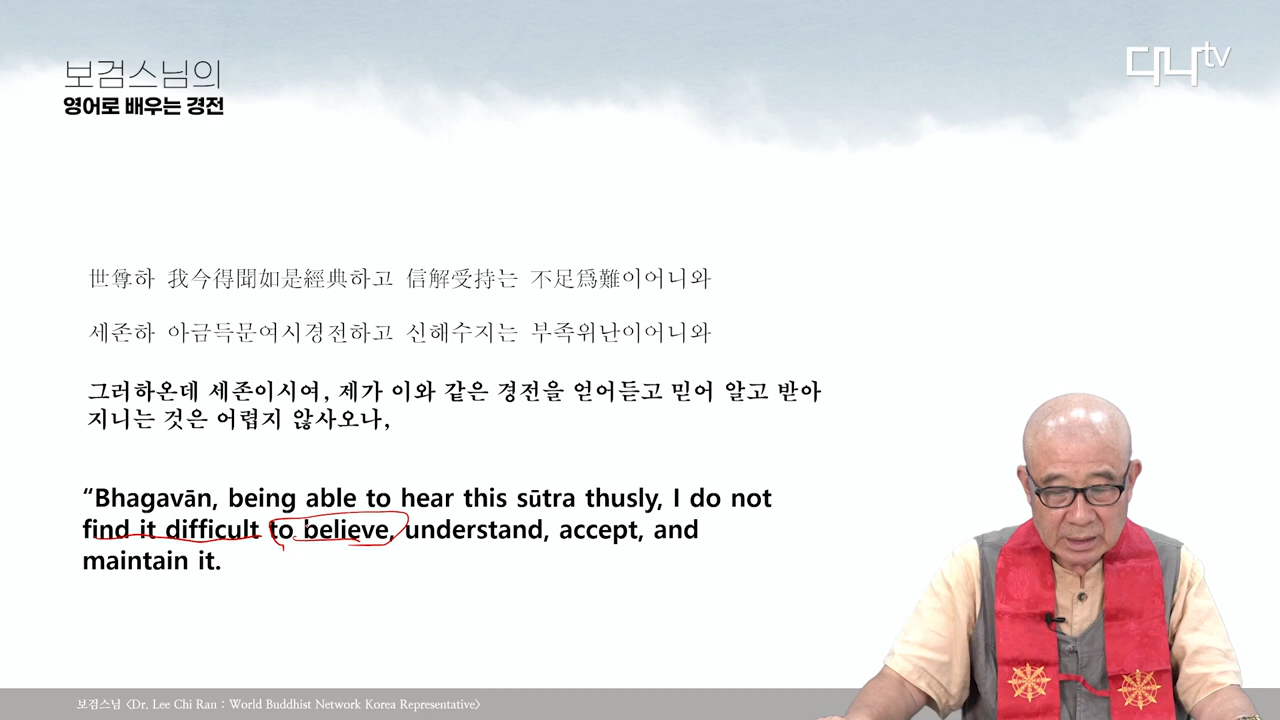 보검스님의
영어로 배우는 경전
디나tv
世尊하 我今得聞如是經典하고 信解受持는 不足爲難이어니와
세존하 아금득문여시경전하고 신해수지는 부족위난이어니와
그러하온데 세존이시여, 제가 이와 같은 경전을 얻어듣고 믿어 알고 받아
지니는 것은 어렵지 않사오나,
“Bhagavān, being able to hear this sūtra thusly, I do not
find it difficult to believe, understand, accept, and
maintain it.
보검스님 <Dr. Lee Chi Ran : World Buddhist Network Korea Representative>